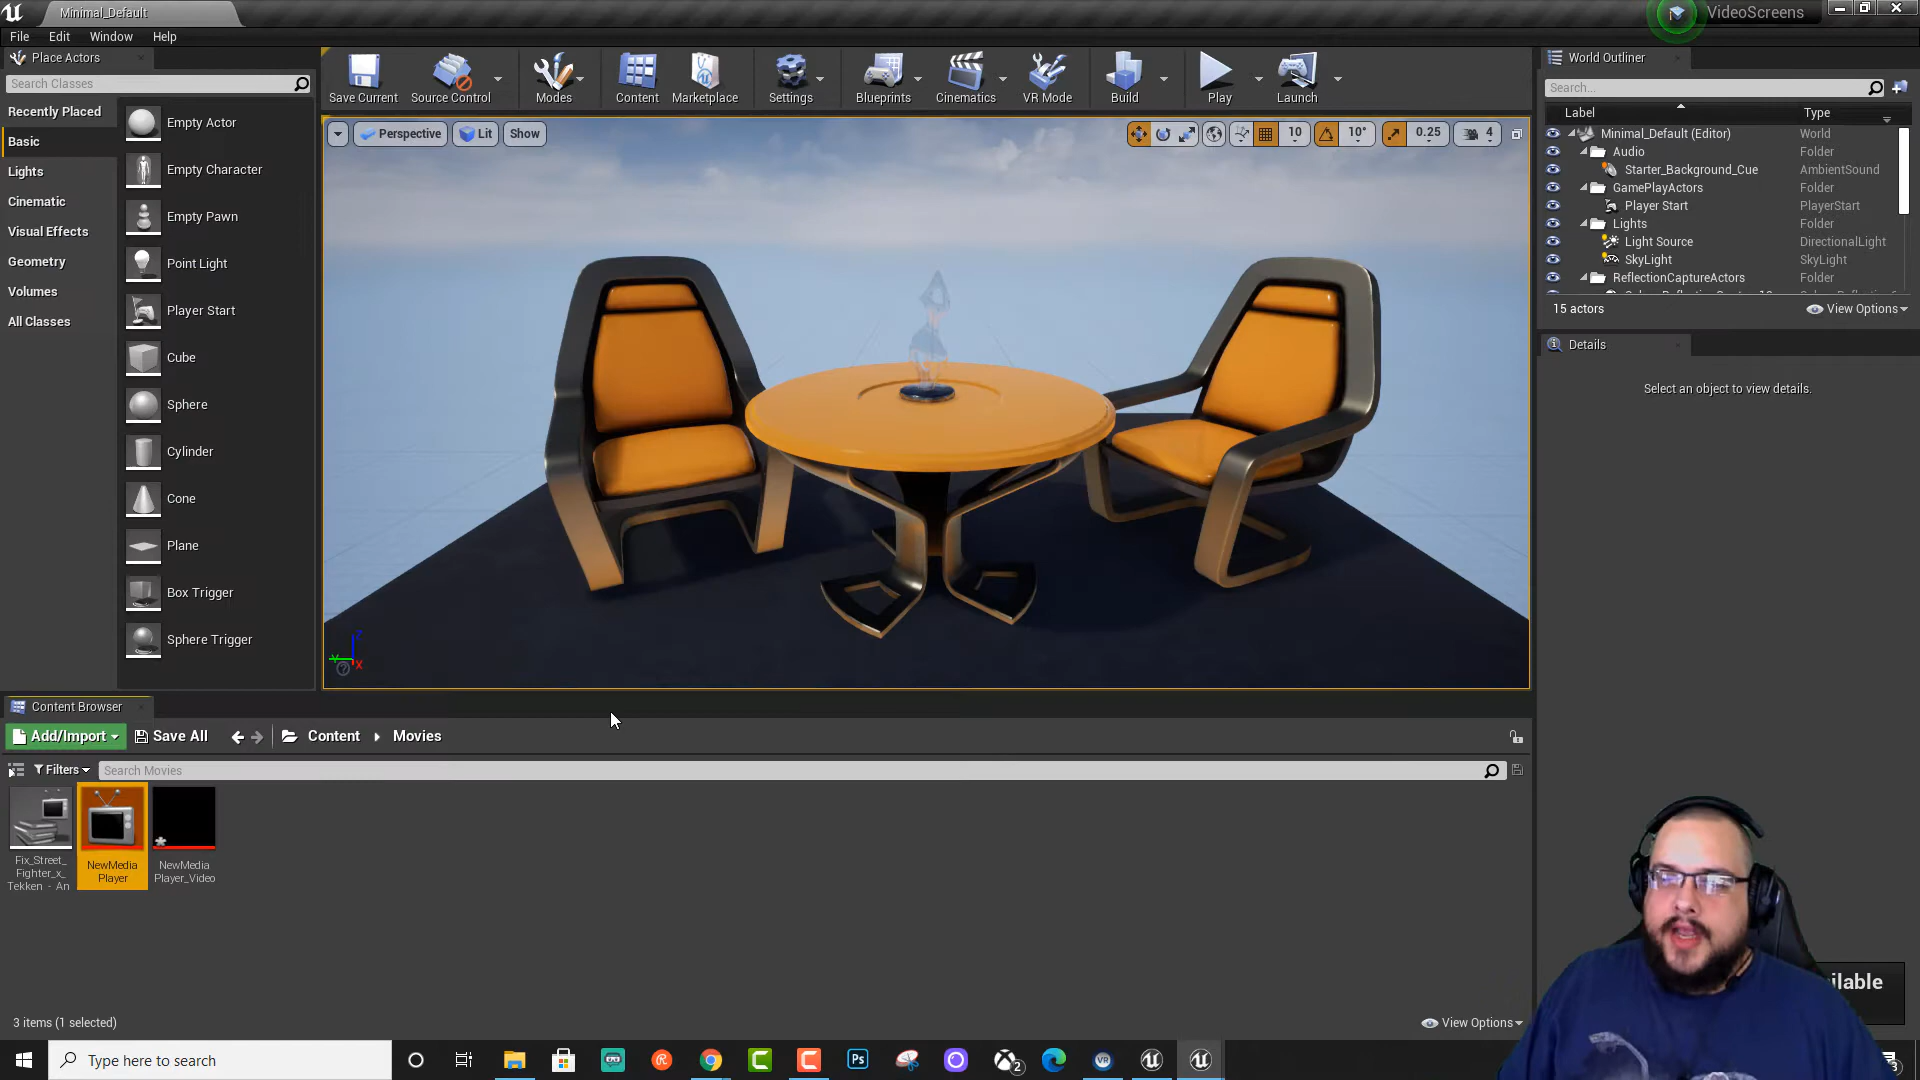 Minimal_Default
VideoScreens
File Edit Window Help
Place Actors
Search Classes
Recently Placed
Basic
Lights
Cinematic
Visual Effects
Geometry
Volumes
All Classes
Empty Actor
Empty Character
Empty Pawn
Point Light
Player Start
Cube
Sphere
Cylinder
Cone
Plane
Box Trigger
Sphere Trigger
Save Current
Source Control
Modes
Content
Marketplace
Settings
Blueprints
Cinematics
VR Mode
Build
Play
Launch
Perspective Lit Show
10 10° 0.25 4
Z
Y
X
World Outliner
Search...
Label Type
Minimal_Default (Editor) World
Audio Folder
Starter_Background_Cue AmbientSound
GamePlayActors Folder
Player Start PlayerStart
Lights Folder
Light Source DirectionalLight
SkyLight SkyLight
ReflectionCaptureActors Folder
15 actors View Options
Details
Select an object to view details.
Content Browser
Add/Import Save All Content Movies
Filters Search Movies
Fix_Street_
Fighter_x_
Tekken - An
NewMedia
Player
NewMedia
Player_Video
3 items (1 selected) View Options
ilable
Type here to search
Ps
VR
2
3